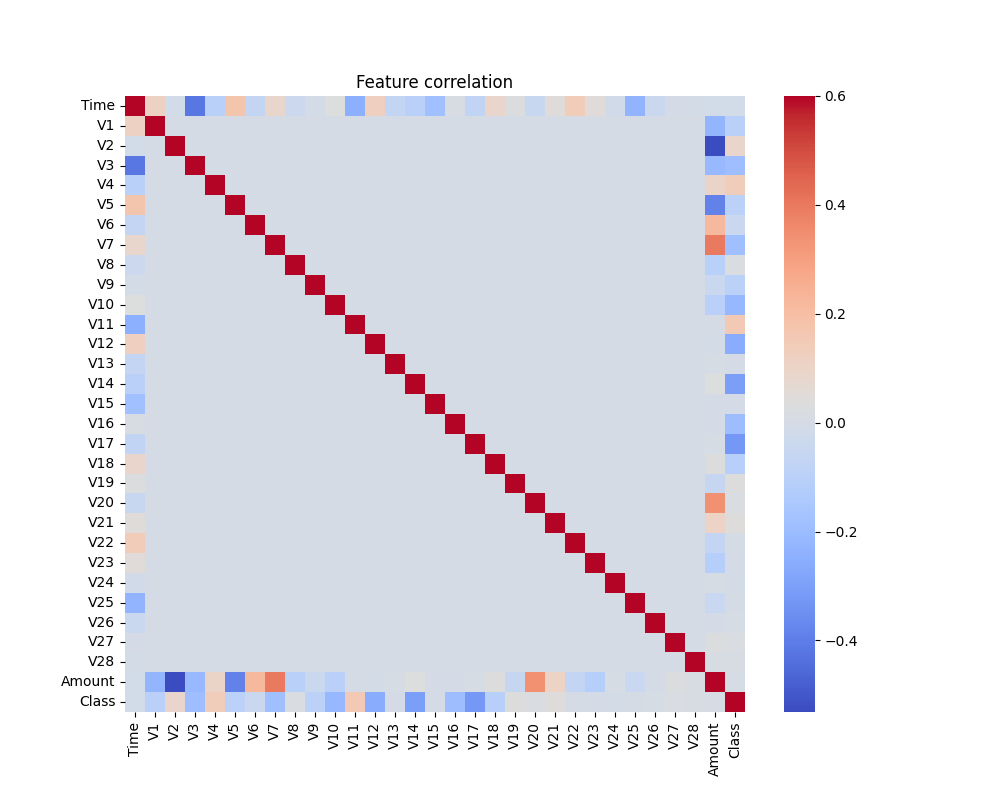 Feature correlation
Time
V1
V2
V3
V4
V5
V6
V7
V8
V9
V10
V11
V12
V13
V14
V15
V16
V17
V18
V19
V20
V21
V22
V23
V24
V25
V26
V27
V28
Amount
Class
Time
V1
V2
V3
V4
V5
V6
V7
V8
V9
V10
V11
V12
V13
V14
V15
V16
V17
V18
V19
V20
V21
V22
V23
V24
V25
V26
V27
V28
Amount
Class
0.6
0.4
0.2
0.0
−0.2
−0.4